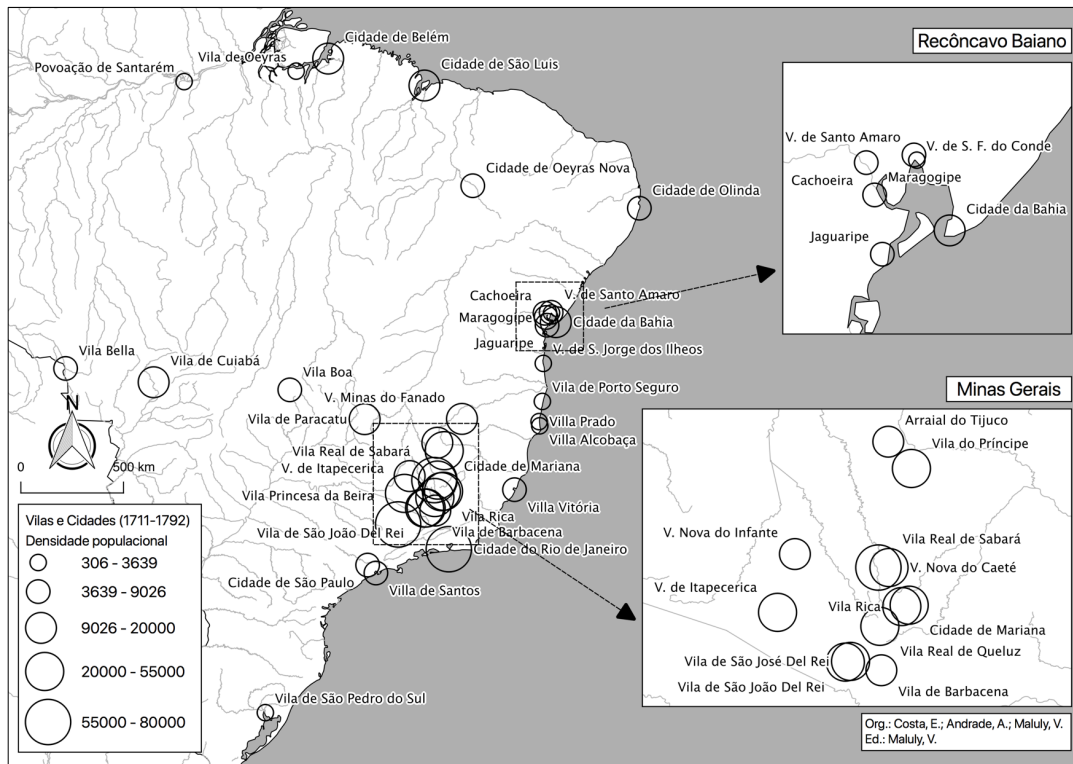 Cidade de Belém
Vila de Oeyras
Povoação de Santarém
Cidade de São Luis
Cidade de Oeyras Nova
Cidade de Olinda
Cachoeira
V. de Santo Amaro
Maragogipe
Cidade da Bahia
Jaguaripe
V. de S. Jorge dos Ilheos
Vila Bella
Vila de Cuiabá
Vila Boa
Vila de Porto Seguro
V. Minas do Fanado
Vila de Paracatu
Villa Prado
Villa Alcobaça
Vila Real de Sabará
V. de Itapecerica
Cidade de Mariana
Vila Princesa da Beira
Villa Vitória
Vila Rica
Vila de São João Del Rei
Vila de Barbacena
Cidade do Rio de Janeiro
Cidade de São Paulo
Villa de Santos
Vila de São Pedro do Sul
N
0 500 km
Vilas e Cidades (1711-1792)
Densidade populacional
306 - 3639
3639 - 9026
9026 - 20000
20000 - 55000
55000 - 80000
Recôncavo Baiano
V. de Santo Amaro
V. de S. F. do Conde
Cachoeira
Maragogipe
Cidade da Bahia
Jaguaripe
Minas Gerais
Arraial do Tijuco
Vila do Príncipe
V. Nova do Infante
Vila Real de Sabará
V. Nova do Caeté
V. de Itapecerica
Vila Rica
Cidade de Mariana
Vila Real de Queluz
Vila de São José Del Rei
Vila de São João Del Rei
Vila de Barbacena
Org.: Costa, E.; Andrade, A.; Maluly, V.
Ed.: Maluly, V.